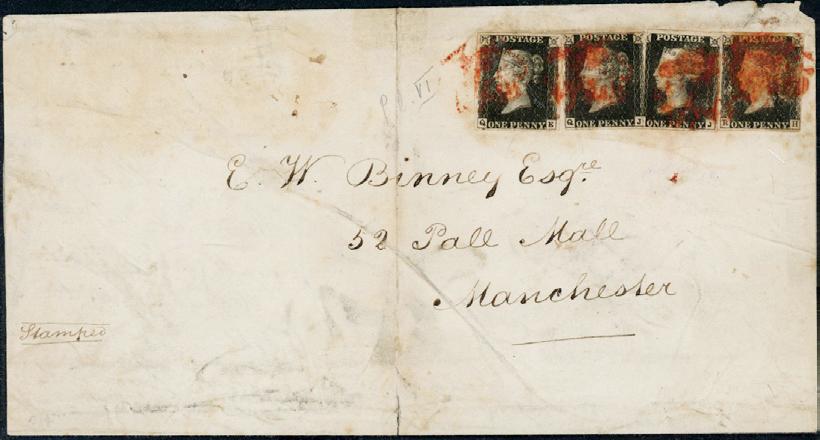 POSTAGE POSTAGE POSTAGE POSTAGE
Q E Q J J R H
ONE PENNY ONE PENNY ONE PENNY ONE PENNY
VI
E. W. Binney Esqre.
52 Pall Mall
Manchester
Stamped